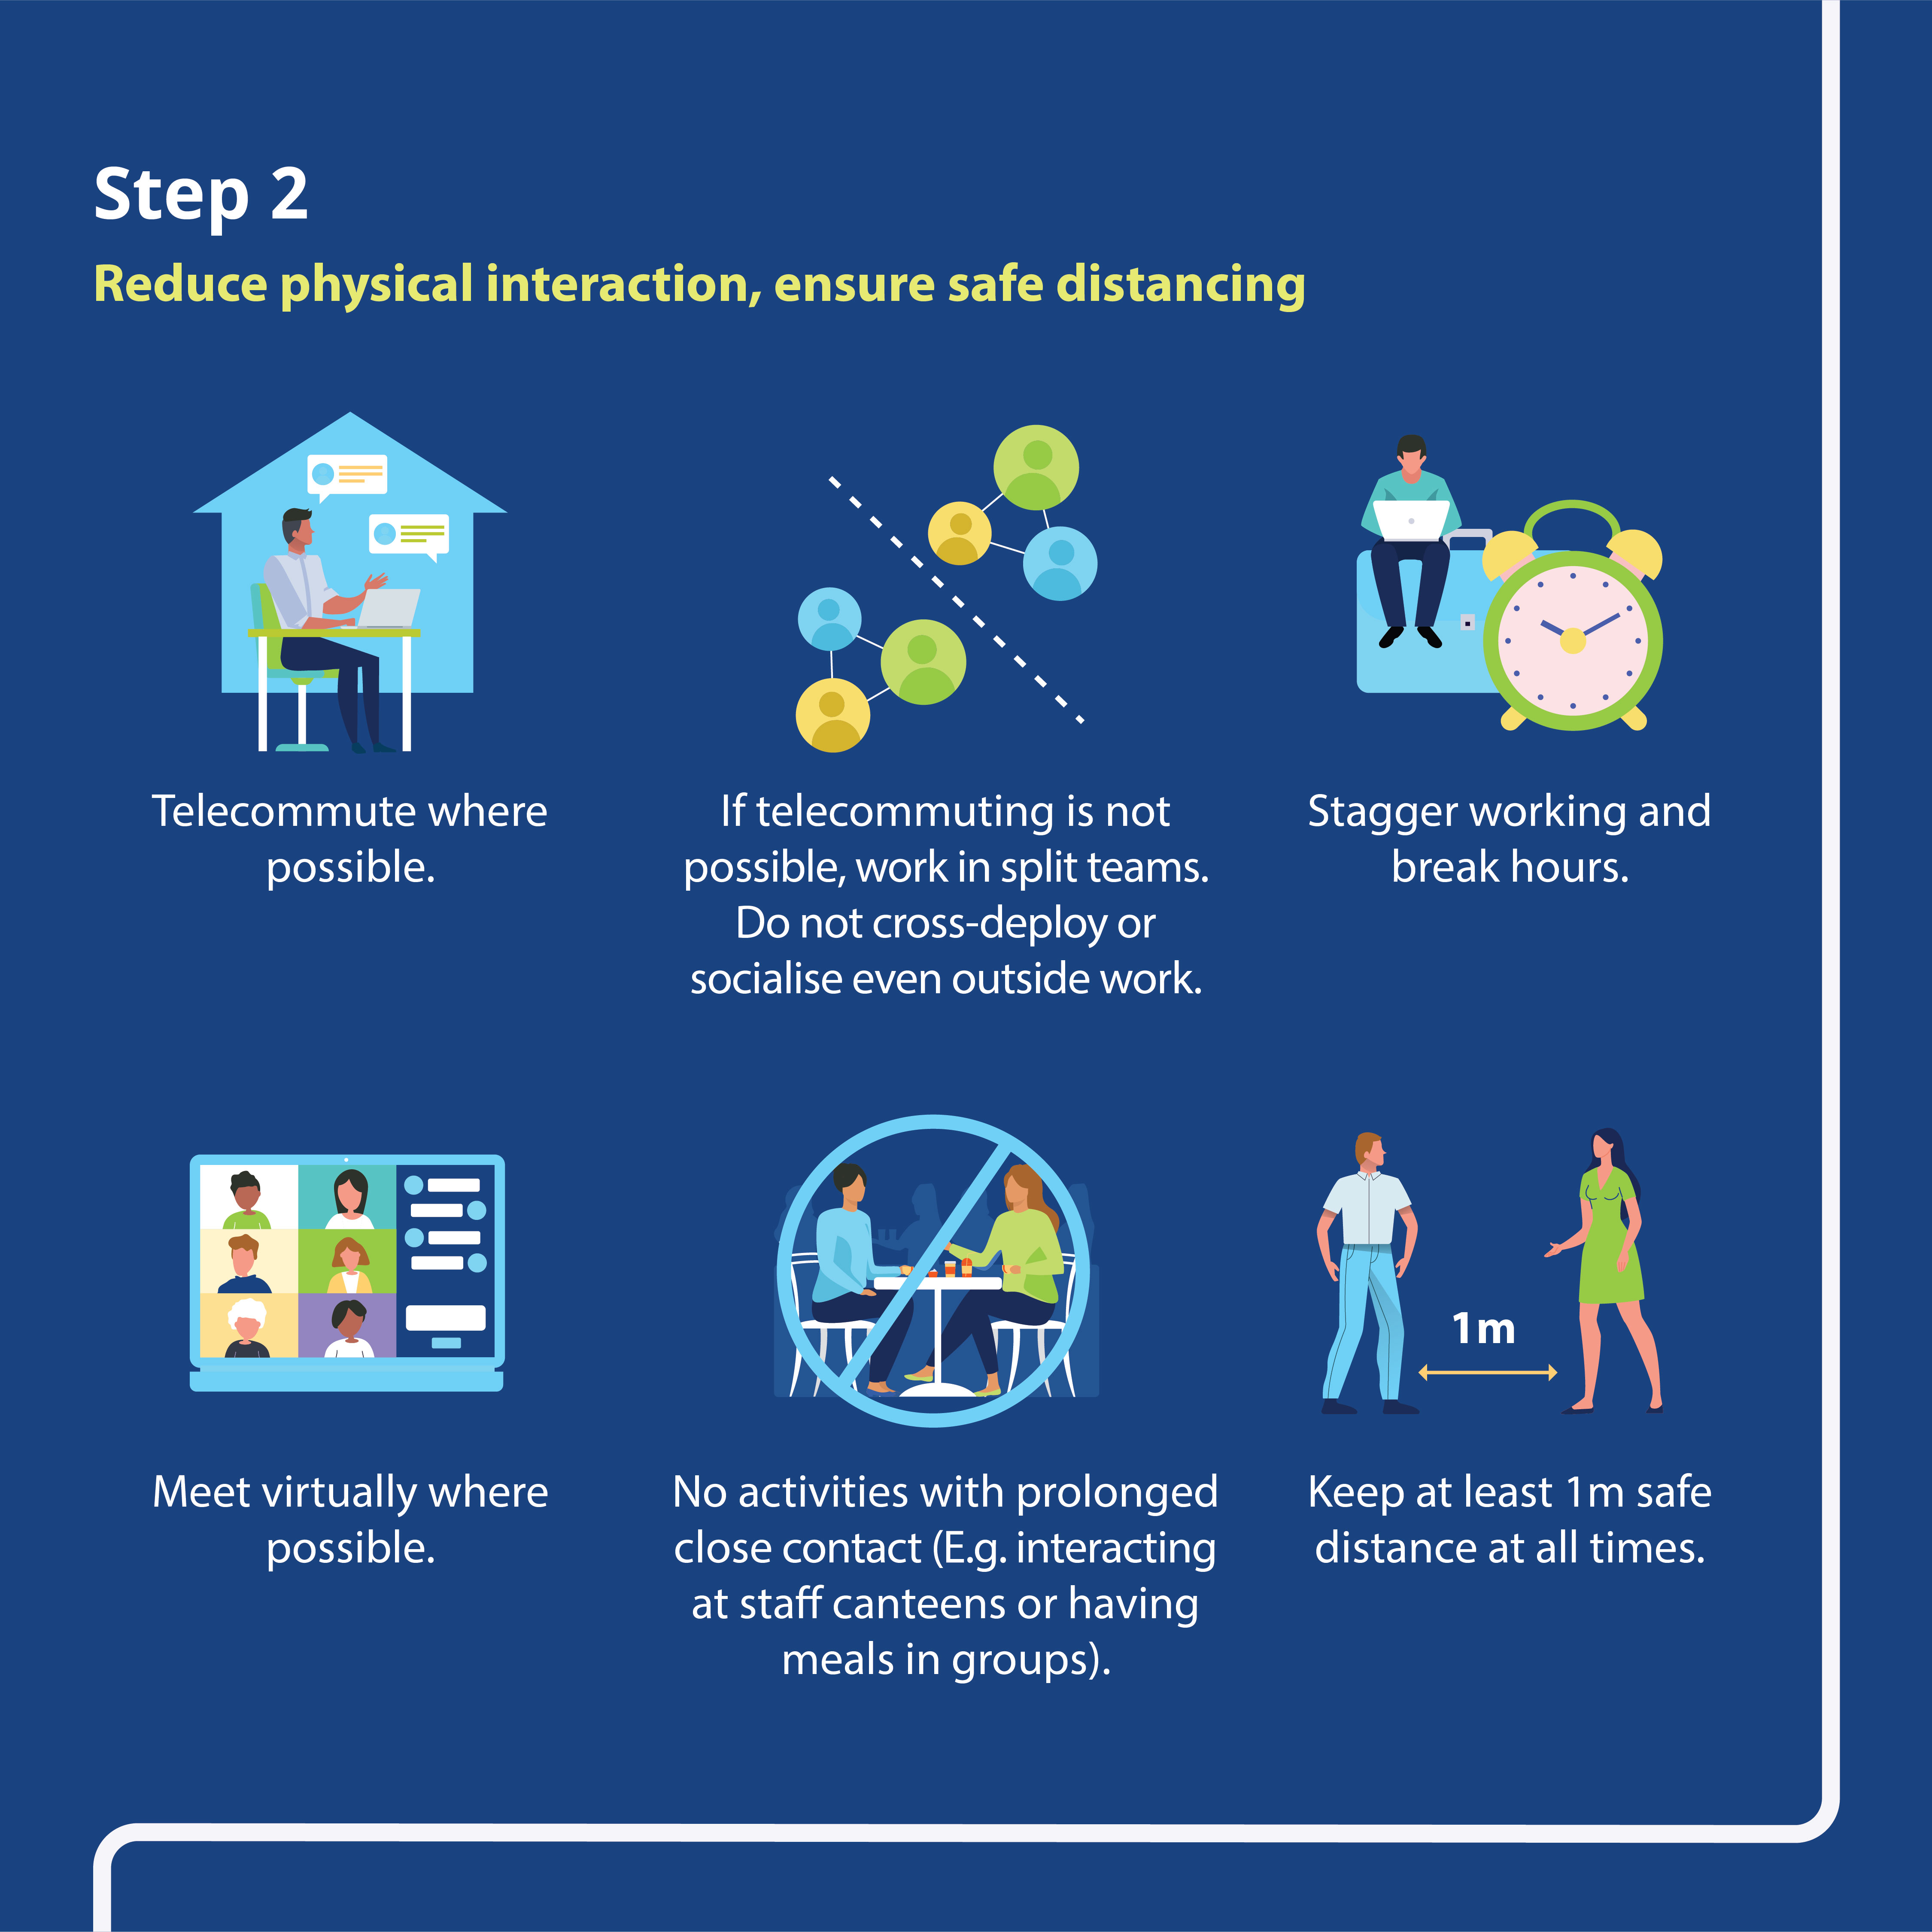 Step 2
Reduce physical interaction, ensure safe distancing
Telecommute where
possible.
If telecommuting is not
possible, work in split teams.
Do not cross-deploy or
socialise even outside work.
Stagger working and
break hours.
Meet virtually where
possible.
No activities with prolonged
close contact (E.g. interacting
at staff canteens or having
meals in groups).
1m
Keep at least 1m safe
distance at all times.